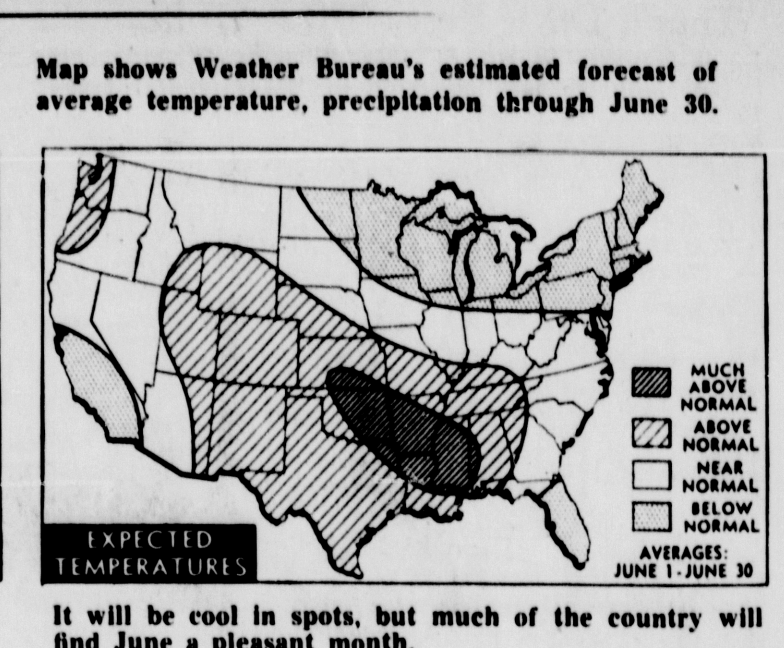 Map shows Weather Bureau's estimated forecast of
average temperature, precipitation through June 30.
MUCH
ABOVE
NORMAL
ABOVE
NORMAL
NEAR
NORMAL
BELOW
NORMAL
AVERAGES:
JUNE 1-JUNE 30
EXPECTED
TEMPERATURES
It will be cool in spots, but much of the country will
find June a pleasant month.